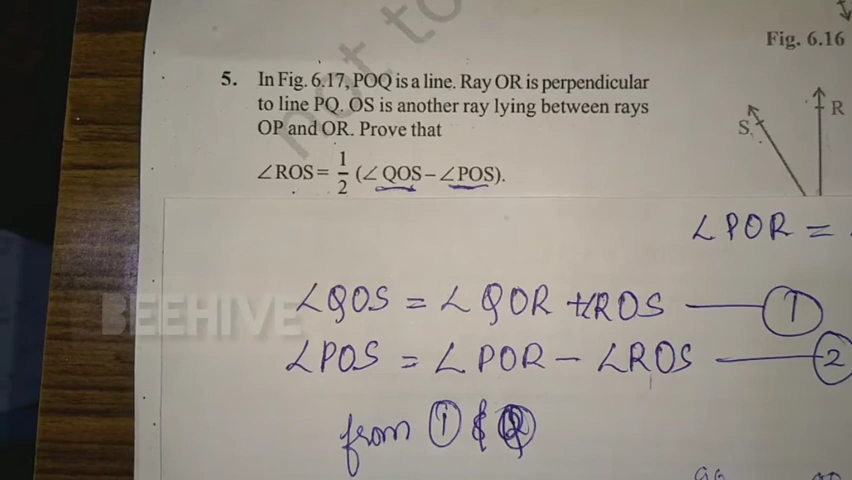 not to
Fig. 6.16
5. In Fig. 6.17, POQ is a line. Ray OR is perpendicular
to line PQ. OS is another ray lying between rays
OP and OR. Prove that
∠ROS = 1/2 (∠QOS – ∠POS).
S
R
∠POR =
∠QOS = ∠QOR + ∠ROS —— 1
∠POS = ∠POR – ∠ROS —— 2
from 1 & 2
BEEHIVE